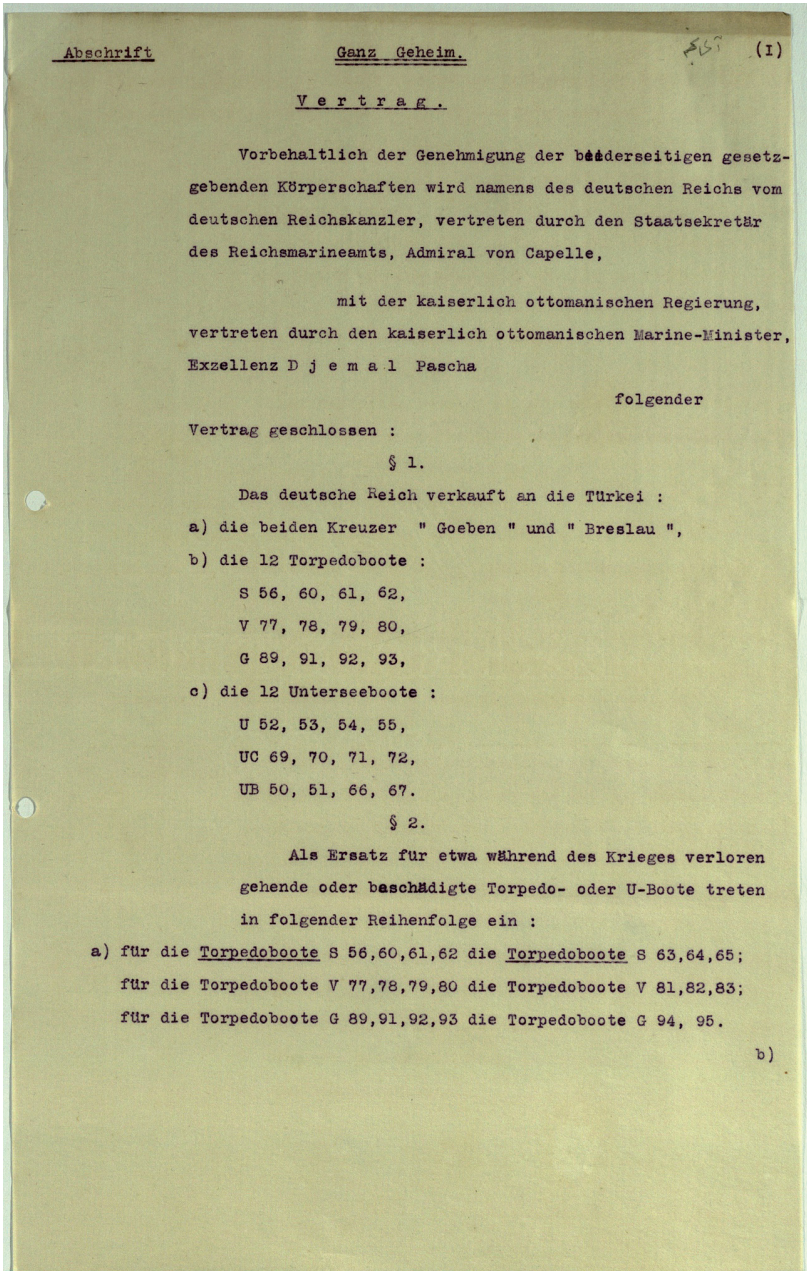 Abschrift
Ganz Geheim.
(I)
Vertrag.
Vorbehaltlich der Genehmigung der beiderseitigen gesetz-
gebenden Körperschaften wird namens des deutschen Reichs vom
deutschen Reichskanzler, vertreten durch den Staatsekretär
des Reichsmarineamts, Admiral von Capelle,
mit der kaiserlich ottomanischen Regierung,
vertreten durch den kaiserlich ottomanischen Marine-Minister,
Exzellenz Djemal Pascha
folgender
Vertrag geschlossen :
§ 1.
Das deutsche Reich verkauft an die Türkei :
a) die beiden Kreuzer " Goeben " und " Breslau ",
b) die 12 Torpedoboote :
S 56, 60, 61, 62,
V 77, 78, 79, 80,
G 89, 91, 92, 93,
c) die 12 Unterseeboote :
U 52, 53, 54, 55,
UC 69, 70, 71, 72,
UB 50, 51, 66, 67.
§ 2.
Als Ersatz für etwa während des Krieges verloren
gehende oder beschädigte Torpedo- oder U-Boote treten
in folgender Reihenfolge ein :
a) für die Torpedoboote S 56,60,61,62 die Torpedoboote S 63,64,65;
für die Torpedoboote V 77,78,79,80 die Torpedoboote V 81,82,83;
für die Torpedoboote G 89,91,92,93 die Torpedoboote G 94, 95.
b)